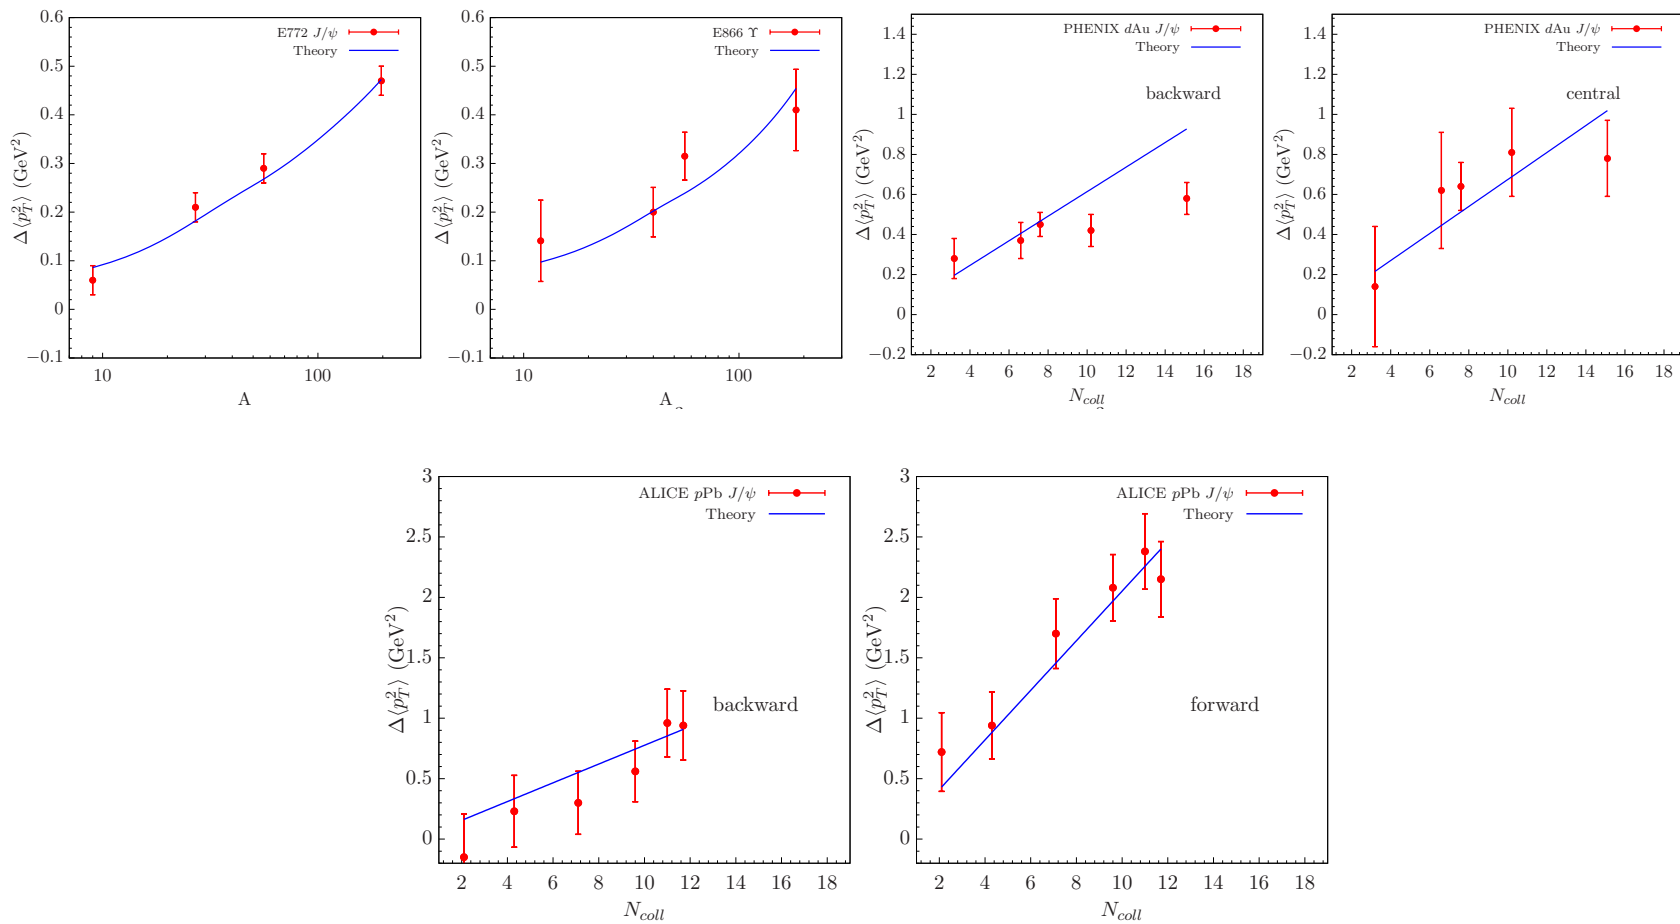 E772 J/ψ
Theory
Δ⟨p_T^2⟩ (GeV^2)
0.6
0.5
0.4
0.3
0.2
0.1
0
−0.1
10
100
A
E866 ϒ
Theory
Δ⟨p_T^2⟩ (GeV^2)
0.6
0.5
0.4
0.3
0.2
0.1
0
−0.1
10
100
A
PHENIX dAu J/ψ
Theory
backward
Δ⟨p_T^2⟩ (GeV^2)
1.4
1.2
1
0.8
0.6
0.4
0.2
0
−0.2
2 4 6 8 10 12 14 16 18
N_coll
PHENIX dAu J/ψ
Theory
central
Δ⟨p_T^2⟩ (GeV^2)
1.4
1.2
1
0.8
0.6
0.4
0.2
0
−0.2
2 4 6 8 10 12 14 16 18
N_coll
ALICE pPb J/ψ
Theory
backward
Δ⟨p_T^2⟩ (GeV^2)
3
2.5
2
1.5
1
0.5
0
2 4 6 8 10 12 14 16 18
N_coll
ALICE pPb J/ψ
Theory
forward
Δ⟨p_T^2⟩ (GeV^2)
3
2.5
2
1.5
1
0.5
0
2 4 6 8 10 12 14 16 18
N_coll